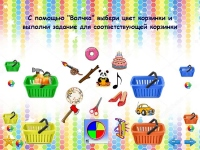 С помощью "Волчка" выбери цвет корзинки и
выполни задание для соответствующей корзинки